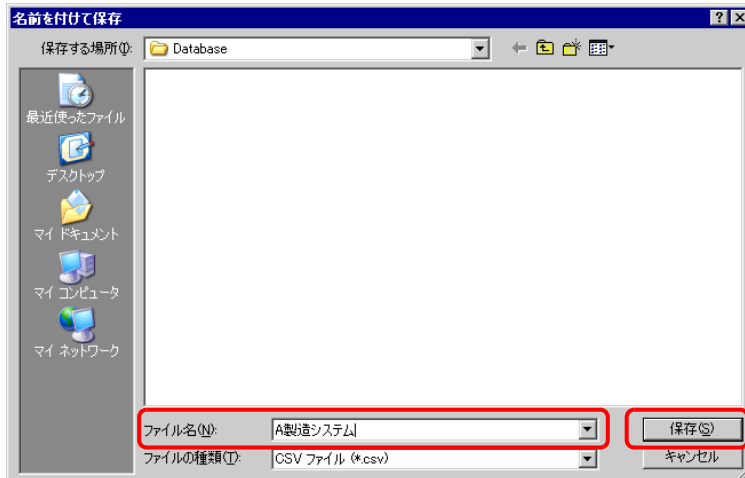 名前を付けて保存
保存する場所(I):
Database
最近使ったファイル
デスクトップ
マイ ドキュメント
マイ コンピュータ
マイ ネットワーク
ファイル名(N):
A製造システム
保存(S)
ファイルの種類(T):
CSV ファイル (*.csv)
キャンセル